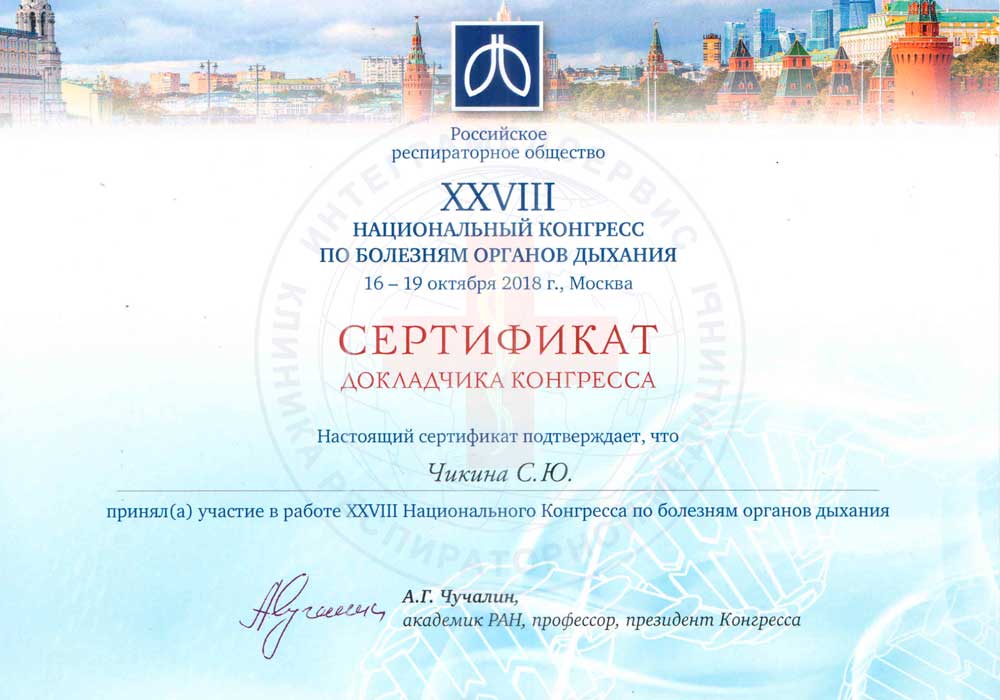 Российское
респираторное общество
XXVIII
НАЦИОНАЛЬНЫЙ КОНГРЕСС
ПО БОЛЕЗНЯМ ОРГАНОВ ДЫХАНИЯ
16 – 19 октября 2018 г., Москва
СЕРТИФИКАТ
ДОКЛАДЧИКА КОНГРЕССА
Настоящий сертификат подтверждает, что
Чикина С.Ю.
принял(а) участие в работе XXVIII Национального Конгресса по болезням органов дыхания
А.Г. Чучалин,
академик РАН, профессор, президент Конгресса
КЛИНИКА РЕСПИРАТОРНОЙ МЕДИЦИНЫ
ИНТЕГРАМЕДСЕРВИС